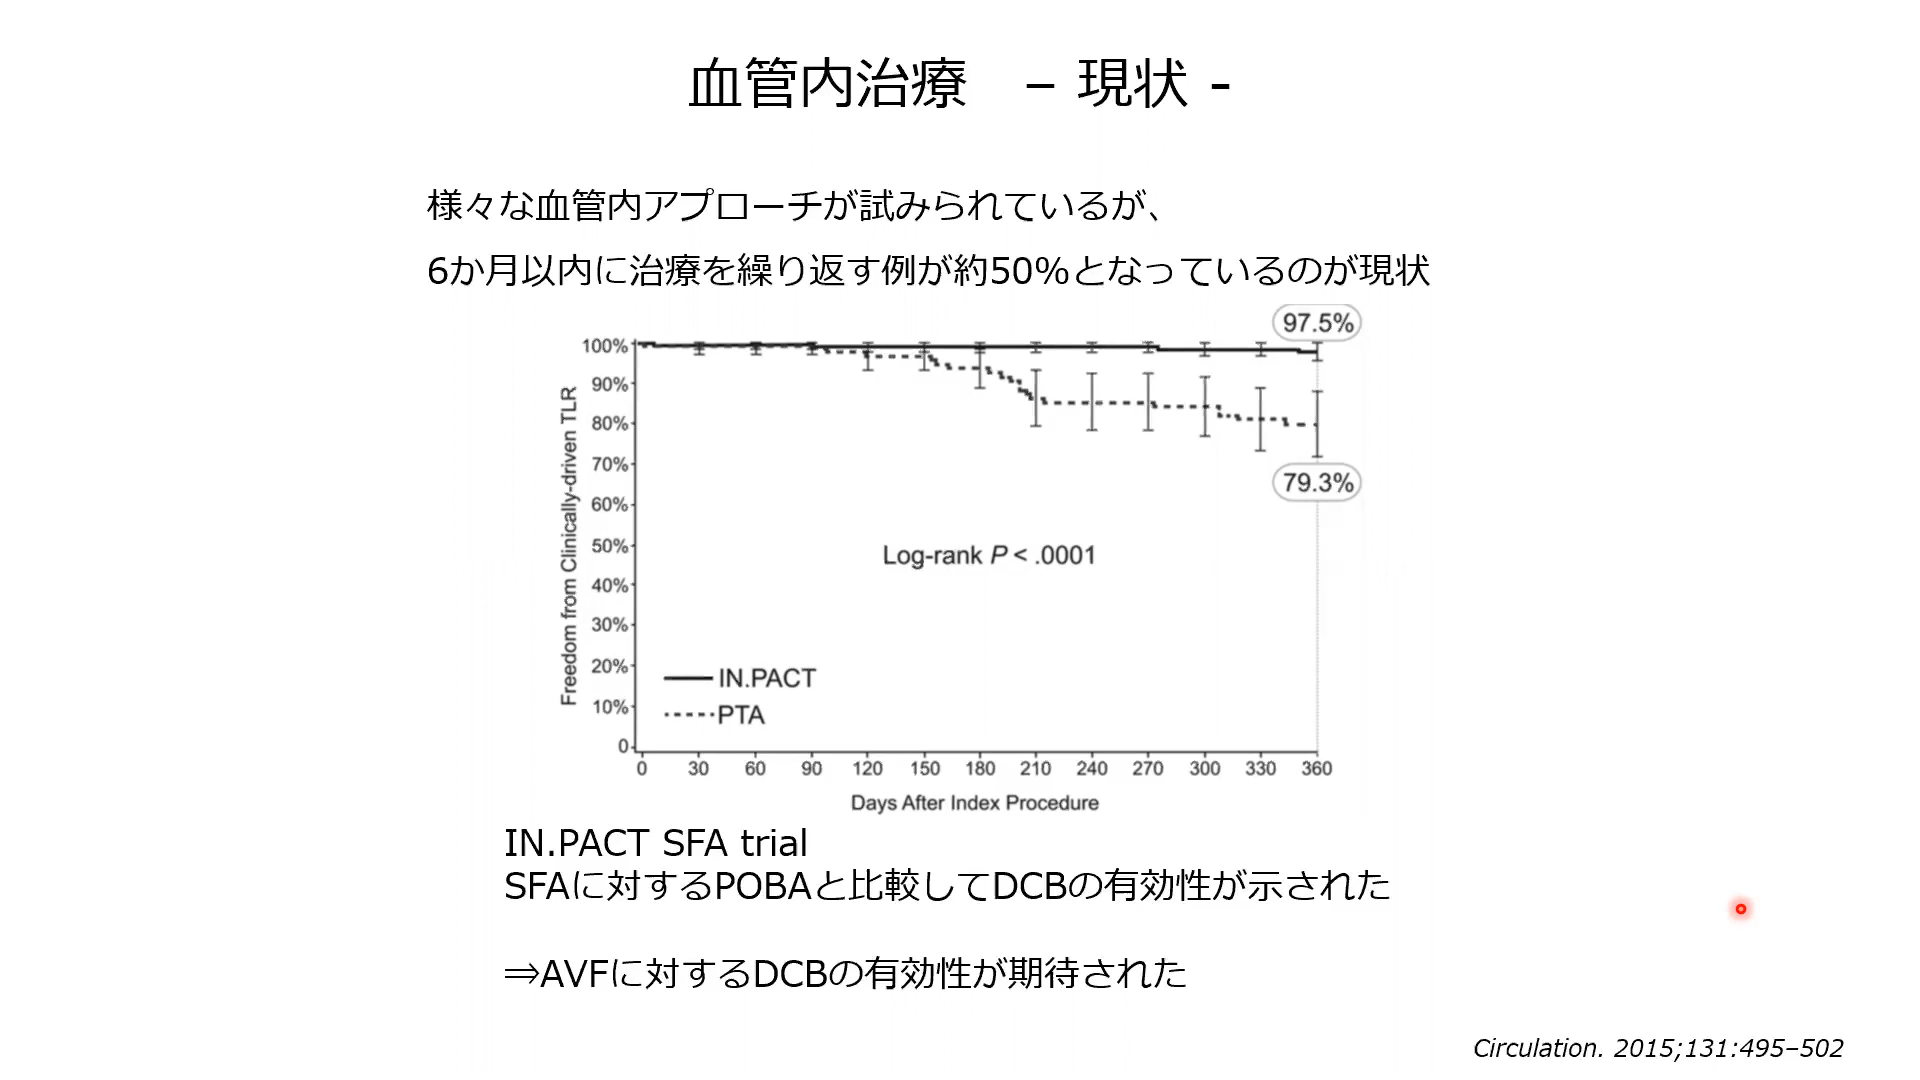 血管内治療　– 現状 -
様々な血管内アプローチが試みられているが、
6か月以内に治療を繰り返す例が約50%となっているのが現状
97.5%
100%
90%
80%
70%
60%
50%
40%
30%
20%
10%
0
Freedom from Clinically-driven TLR
79.3%
Log-rank P < .0001
IN.PACT
PTA
0 30 60 90 120 150 180 210 240 270 300 330 360
Days After Index Procedure
IN.PACT SFA trial
SFAに対するPOBAと比較してDCBの有効性が示された
⇒AVFに対するDCBの有効性が期待された
Circulation. 2015;131:495–502